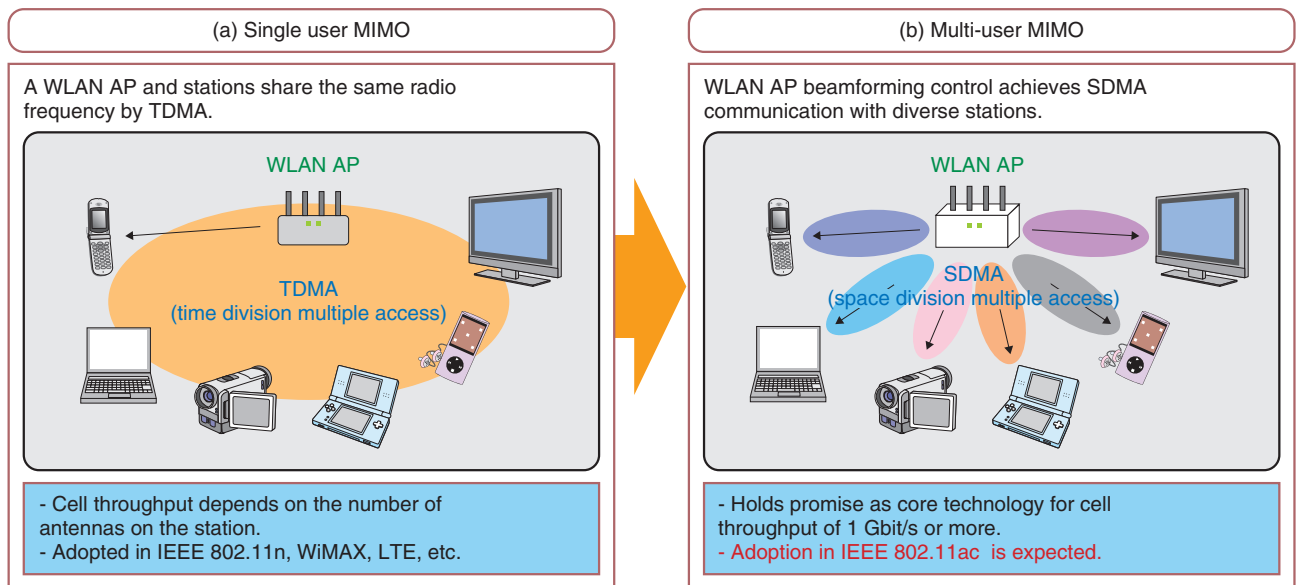 (a) Single user MIMO
A WLAN AP and stations share the same radio
frequency by TDMA.
WLAN AP
TDMA
(time division multiple access)
- Cell throughput depends on the number of
antennas on the station.
- Adopted in IEEE 802.11n, WiMAX, LTE, etc.
(b) Multi-user MIMO
WLAN AP beamforming control achieves SDMA
communication with diverse stations.
WLAN AP
SDMA
(space division multiple access)
- Holds promise as core technology for cell
throughput of 1 Gbit/s or more.
- Adoption in IEEE 802.11ac is expected.